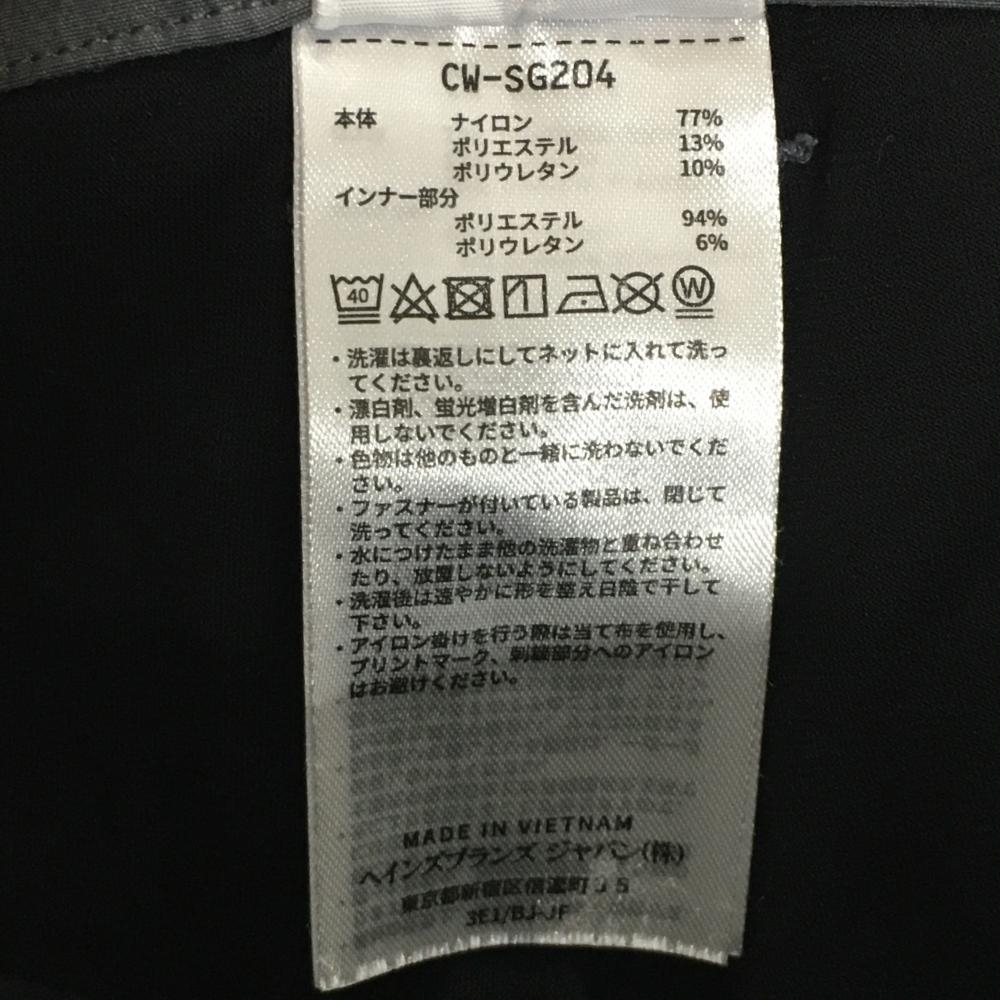 CW-SG204
本体 ナイロン 77%
ポリエステル 13%
ポリウレタン 10%
インナー部分
ポリエステル 94%
ポリウレタン 6%
40 W
・洗濯は裏返しにしてネットに入れて洗っ
てください。
・漂白剤、蛍光増白剤を含んだ洗剤は、使
用しないでください。
・色物は他のものと一緒に洗わないでくだ
さい。
・ファスナーが付いている製品は、閉じて
洗ってください。
・水につけたまま他の洗濯物と重ね合わせ
たり、放置しないようにしてください。
・洗濯後は速やかに形を整え日陰で干して
下さい。
・アイロン掛けを行う際は当て布を使用し、
プリントマーク、刺繍部分へのアイロン
はお避けください。
MADE IN VIETNAM
ヘインズブランズ ジャパン(株)
東京都新宿区信濃町35
3E1/BJ-JF